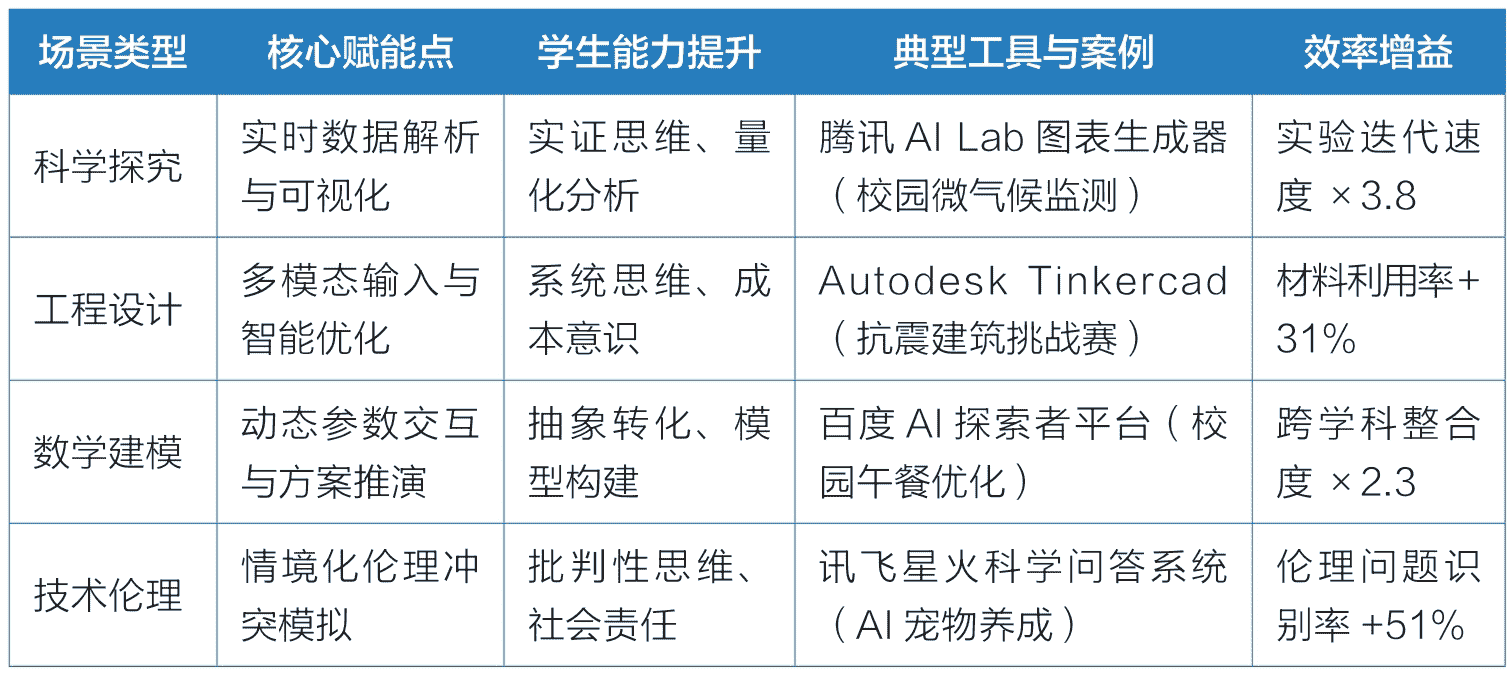 场景类型 核心赋能点 学生能力提升 典型工具与案例 效率增益
科学探究
实时数据解析
与可视化
实证思维、量
化分析
腾讯 AI Lab 图表生成器
（校园微气候监测）
实验迭代速
度 ×3.8
工程设计
多模态输入与
智能优化
系统思维、成
本意识
Autodesk Tinkercad
（抗震建筑挑战赛）
材料利用率+
31%
数学建模
动态参数交互
与方案推演
抽象转化、模
型构建
百度 AI 探索者平台（校
园午餐优化）
跨学科整合
度 ×2.3
技术伦理
情境化伦理冲
突模拟
批判性思维、
社会责任
讯飞星火科学问答系统
（AI 宠物养成）
伦理问题识
别率 +51%